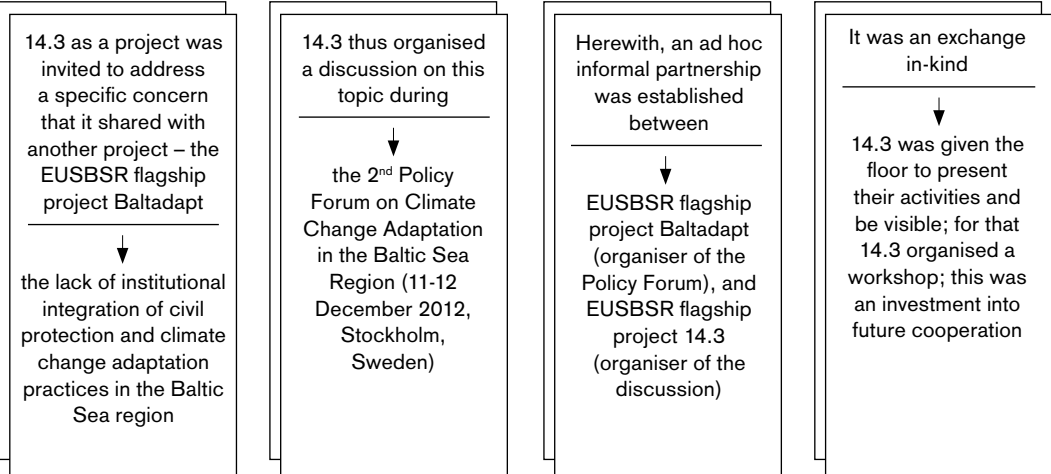 14.3 as a project was
invited to address
a specific concern
that it shared with
another project – the
EUSBSR flagship
project Baltadapt
the lack of institutional
integration of civil
protection and climate
change adaptation
practices in the Baltic
Sea region
14.3 thus organised
a discussion on this
topic during
the 2nd Policy
Forum on Climate
Change Adaptation
in the Baltic Sea
Region (11-12
December 2012,
Stockholm,
Sweden)
Herewith, an ad hoc
informal partnership
was established
between
EUSBSR flagship
project Baltadapt
(organiser of the
Policy Forum), and
EUSBSR flagship
project 14.3
(organiser of the
discussion)
It was an exchange
in-kind
14.3 was given the
floor to present
their activities and
be visible; for that
14.3 organised a
workshop; this was
an investment into
future cooperation